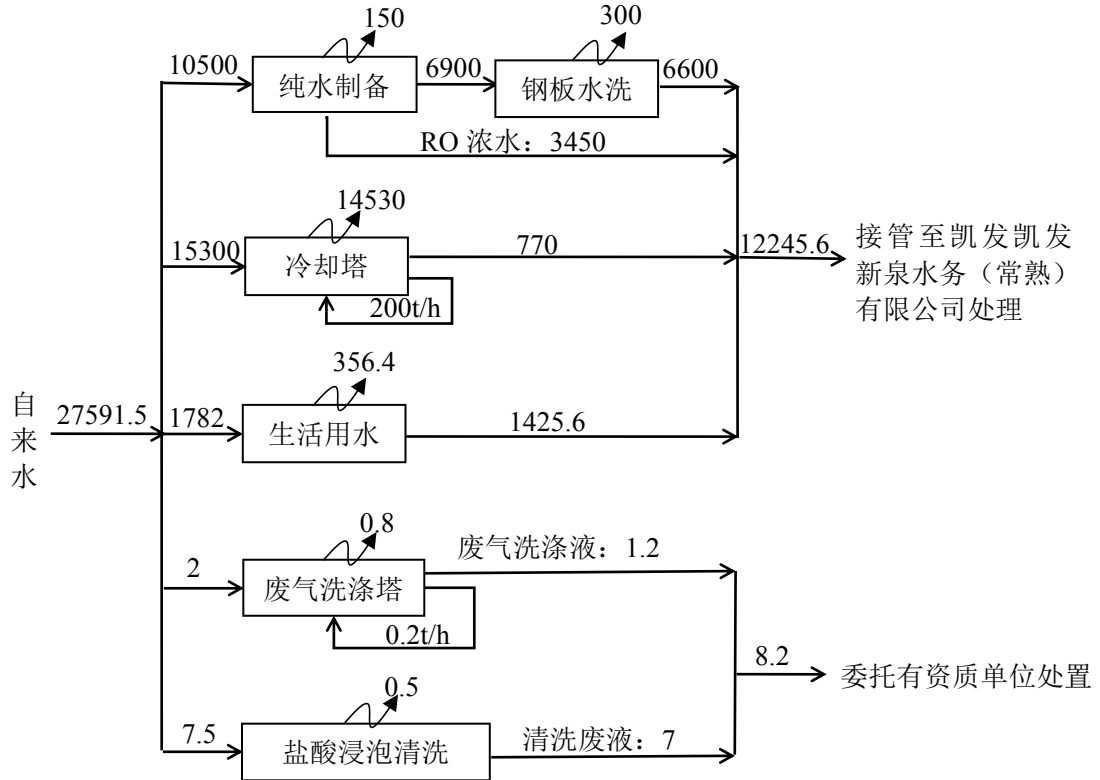 150
300
10500
纯水制备
6900
钢板水洗
6600
RO 浓水：3450
14530
15300
冷却塔
770
12245.6
200t/h
接管至凯发凯发
新泉水务（常熟）
有限公司处理
356.4
自
来
水
27591.5
1782
生活用水
1425.6
0.8
2
废气洗涤塔
废气洗涤液：1.2
0.2t/h
8.2
委托有资质单位处置
0.5
7.5
盐酸浸泡清洗
清洗废液：7